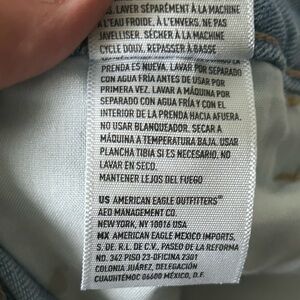 LAVER SÉPARÉMENT À LA MACHINE
À L'EAU FROIDE, À L'ENVERS. NE PAS
JAVELLISER. SÉCHER À LA MACHINE
CYCLE DOUX. REPASSER À BASSE
PRENDA ES NUEVA. LAVAR POR SEPARADO
CON AGUA FRÍA ANTES DE USAR POR
PRIMERA VEZ. LAVAR A MÁQUINA POR
SEPARADO CON AGUA FRÍA Y CON EL
INTERIOR DE LA PRENDA HACIA AFUERA.
NO USAR BLANQUEADOR. SECAR A
MÁQUINA A TEMPERATURA BAJA. USAR
PLANCHA TIBIA SI ES NECESARIO. NO
LAVAR EN SECO.
MANTENER LEJOS DEL FUEGO
US AMERICAN EAGLE OUTFITTERS
AEO MANAGEMENT CO.
NEW YORK, NY 10016 USA
MX AMERICAN EAGLE MEXICO IMPORTS,
S. DE. R.L. DE C.V., PASEO DE LA REFORMA
NO. 342 PISO 23-OFICINA 2301
COLONIA JUÁREZ, DELEGACIÓN
CUAUHTÉMOC 06600 MÉXICO, D.F.